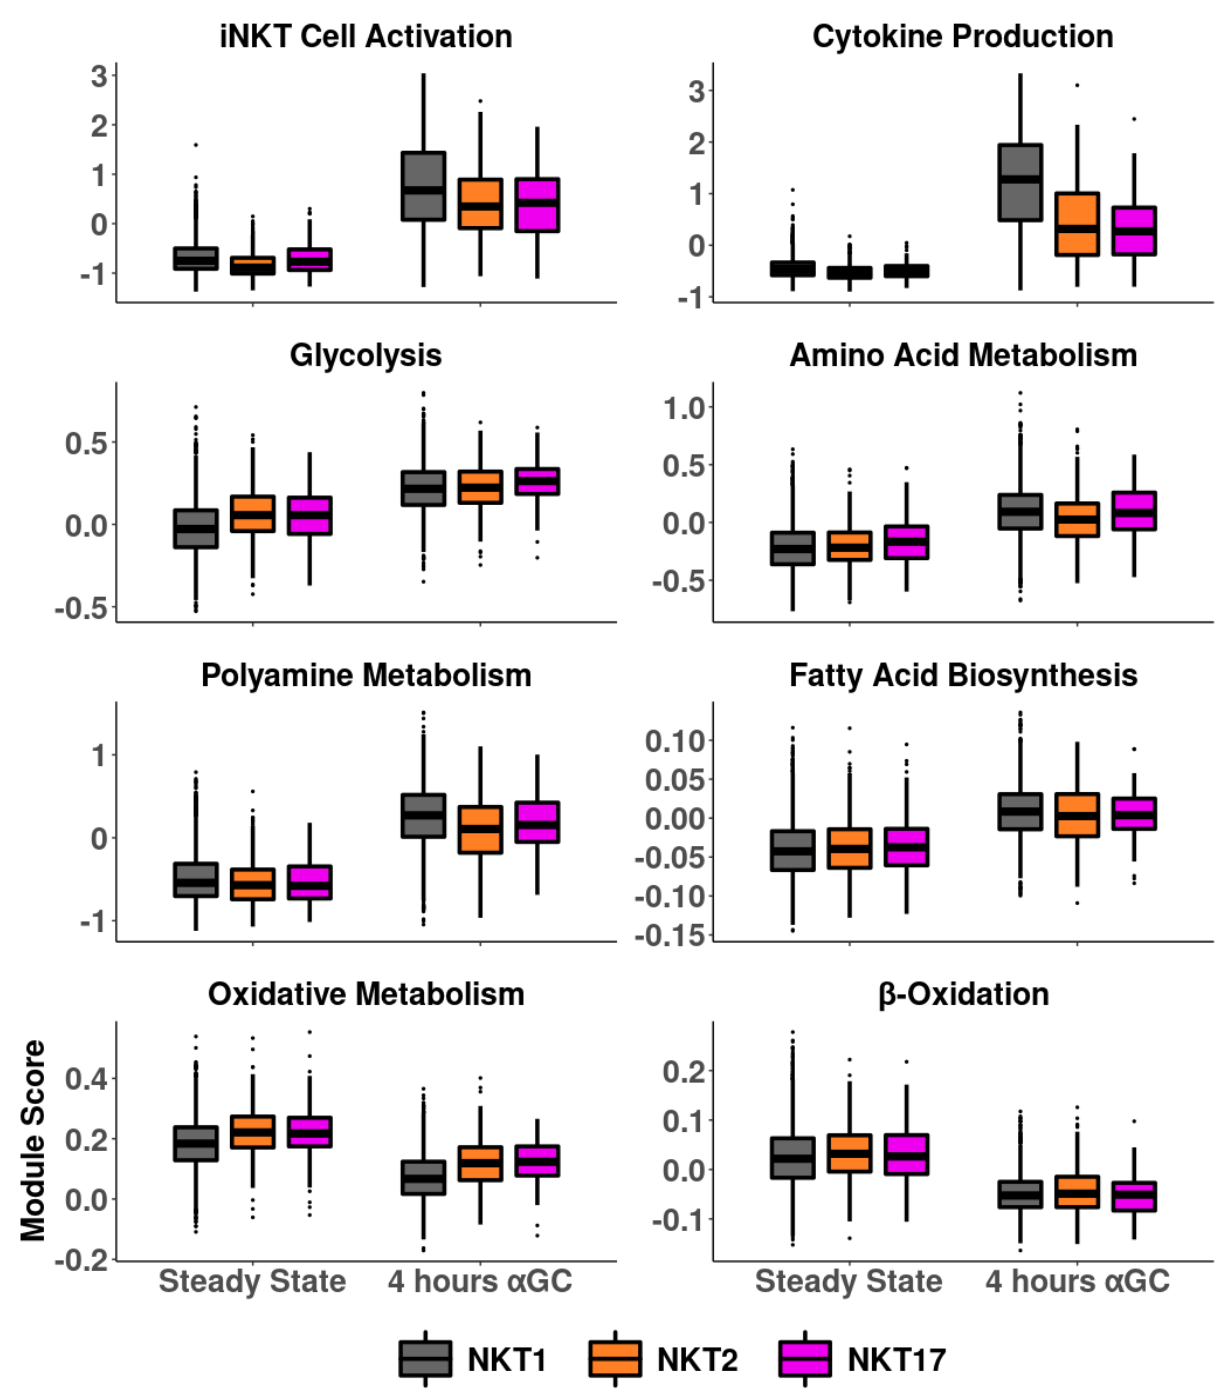 iNKT Cell Activation
3
2
1
0
-1
Cytokine Production
3
2
1
0
-1
Glycolysis
0.5
0.0
-0.5
Amino Acid Metabolism
1.0
0.5
0.0
-0.5
Polyamine Metabolism
1
0
-1
Fatty Acid Biosynthesis
0.10
0.05
0.00
-0.05
-0.10
-0.15
Oxidative Metabolism
Module Score
0.4
0.2
0.0
-0.2
Steady State 4 hours αGC
β-Oxidation
0.2
0.1
0.0
-0.1
Steady State 4 hours αGC
NKT1 NKT2 NKT17